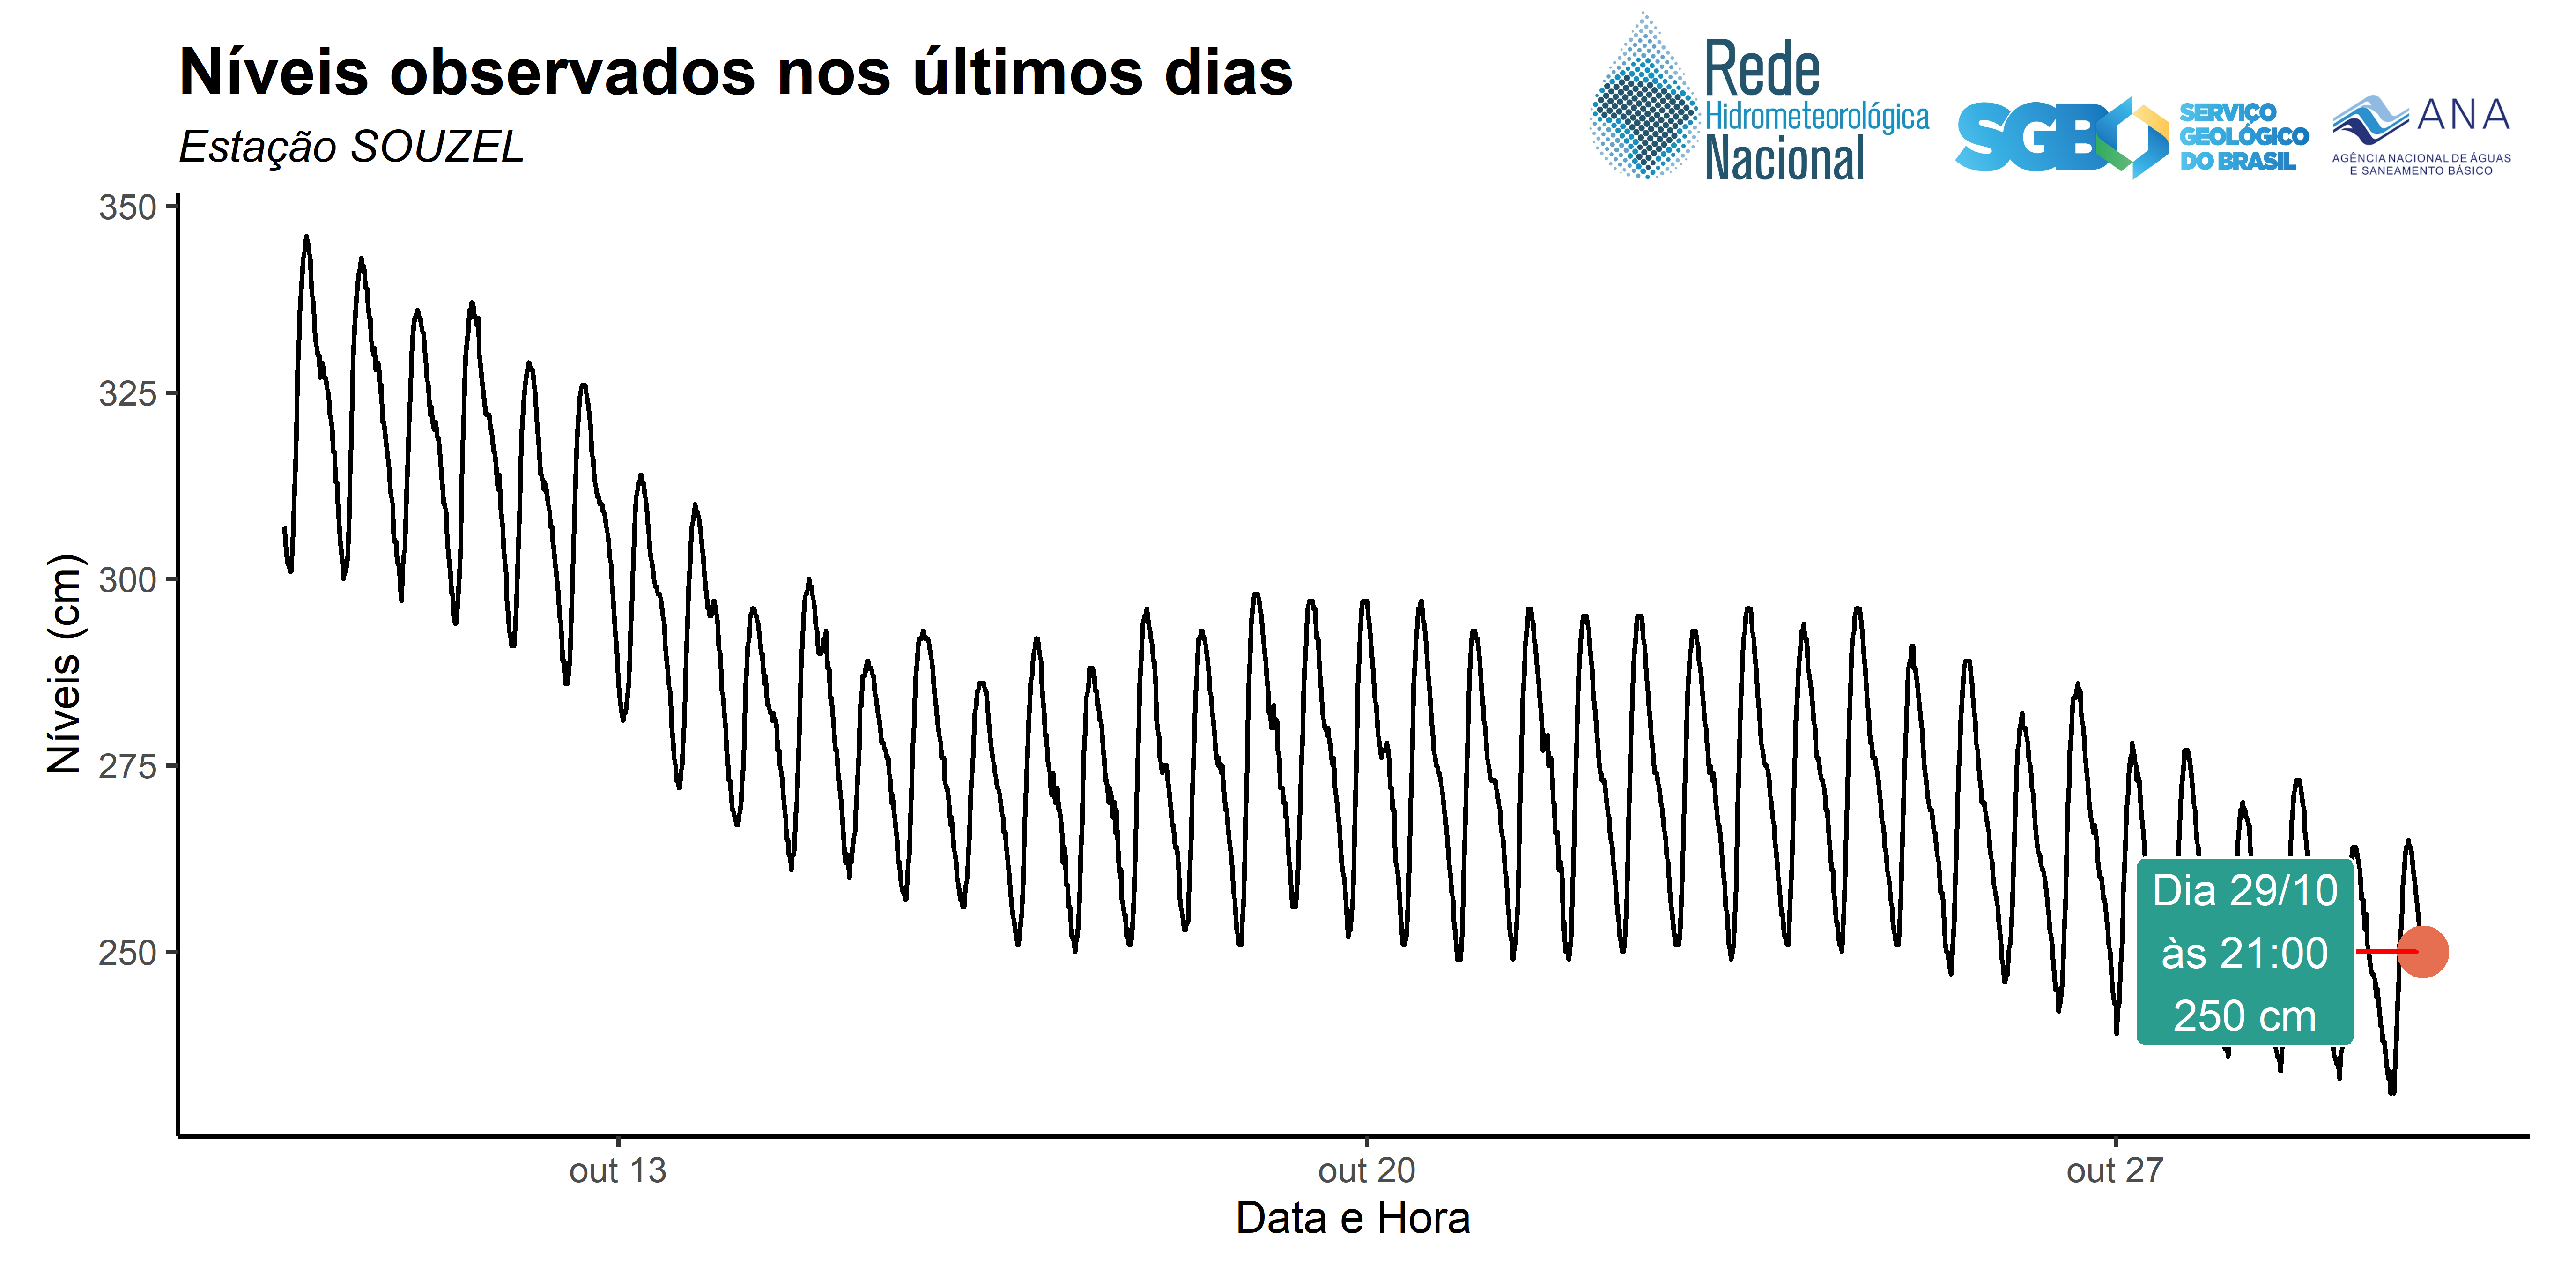 Níveis observados nos últimos dias
Estação SOUZEL
Rede
Hidrometeorológica
Nacional
SGB
SERVIÇO
GEOLÓGICO
DO BRASIL
ANA
AGÊNCIA NACIONAL DE ÁGUAS
E SANEAMENTO BÁSICO
350
325
300
275
250
Níveis (cm)
Dia 29/10
às 21:00
250 cm
out 13
out 20
out 27
Data e Hora